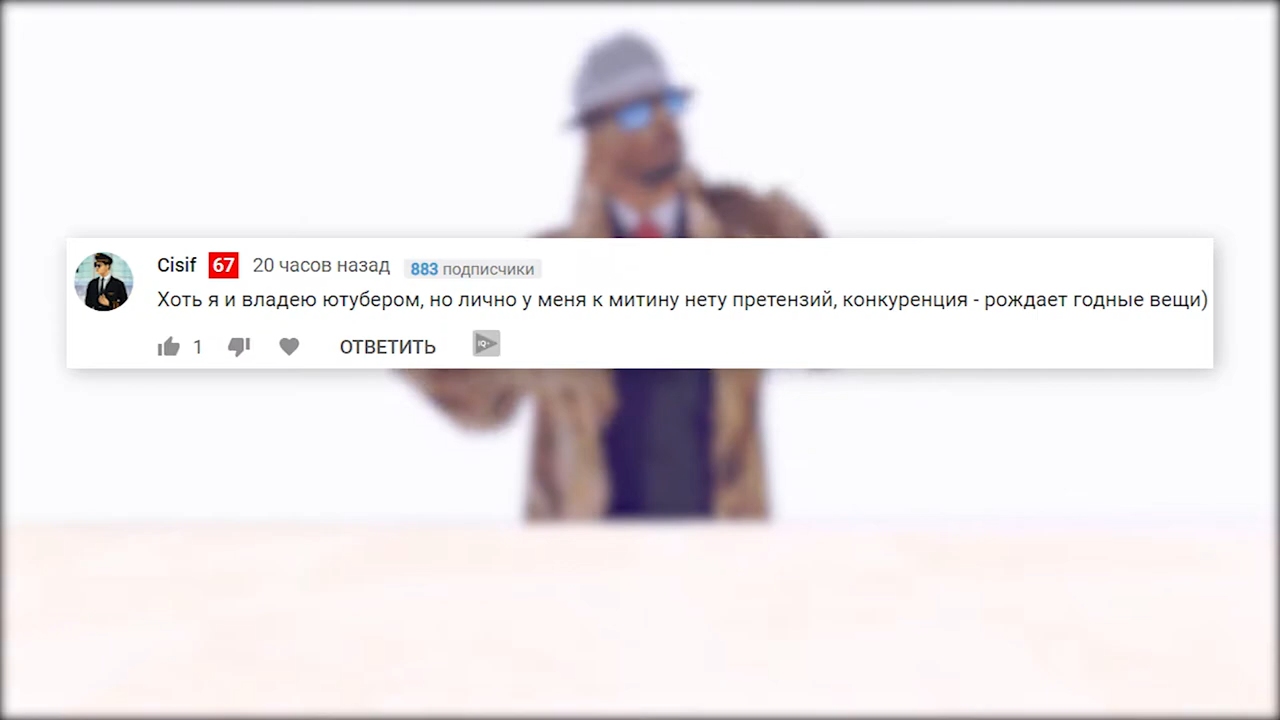 Cisif 67 20 часов назад 883 подписчики
Хоть я и владею ютубером, но лично у меня к митину нету претензий, конкуренция - рождает годные вещи)
1 ОТВЕТИТЬ IQ+